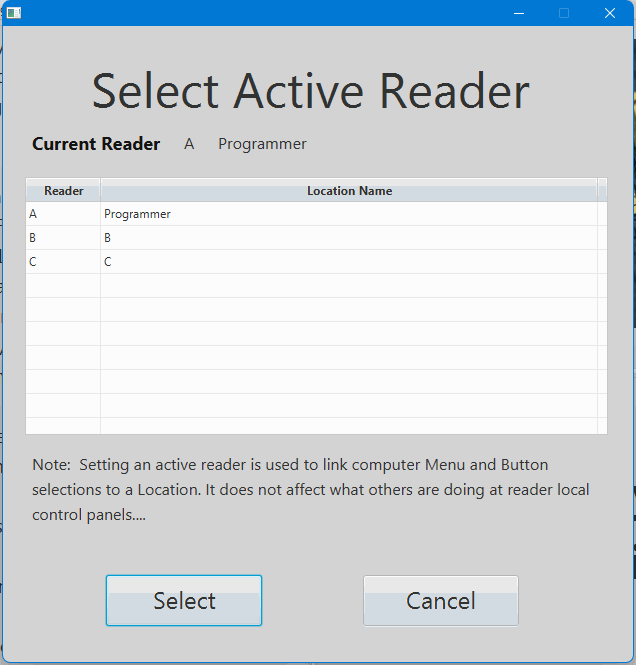 Select Active Reader
Current Reader A Programmer
Reader Location Name
A Programmer
B B
C C
Note:  Setting an active reader is used to link computer Menu and Button
selections to a Location. It does not affect what others are doing at reader local
control panels....
Select Cancel